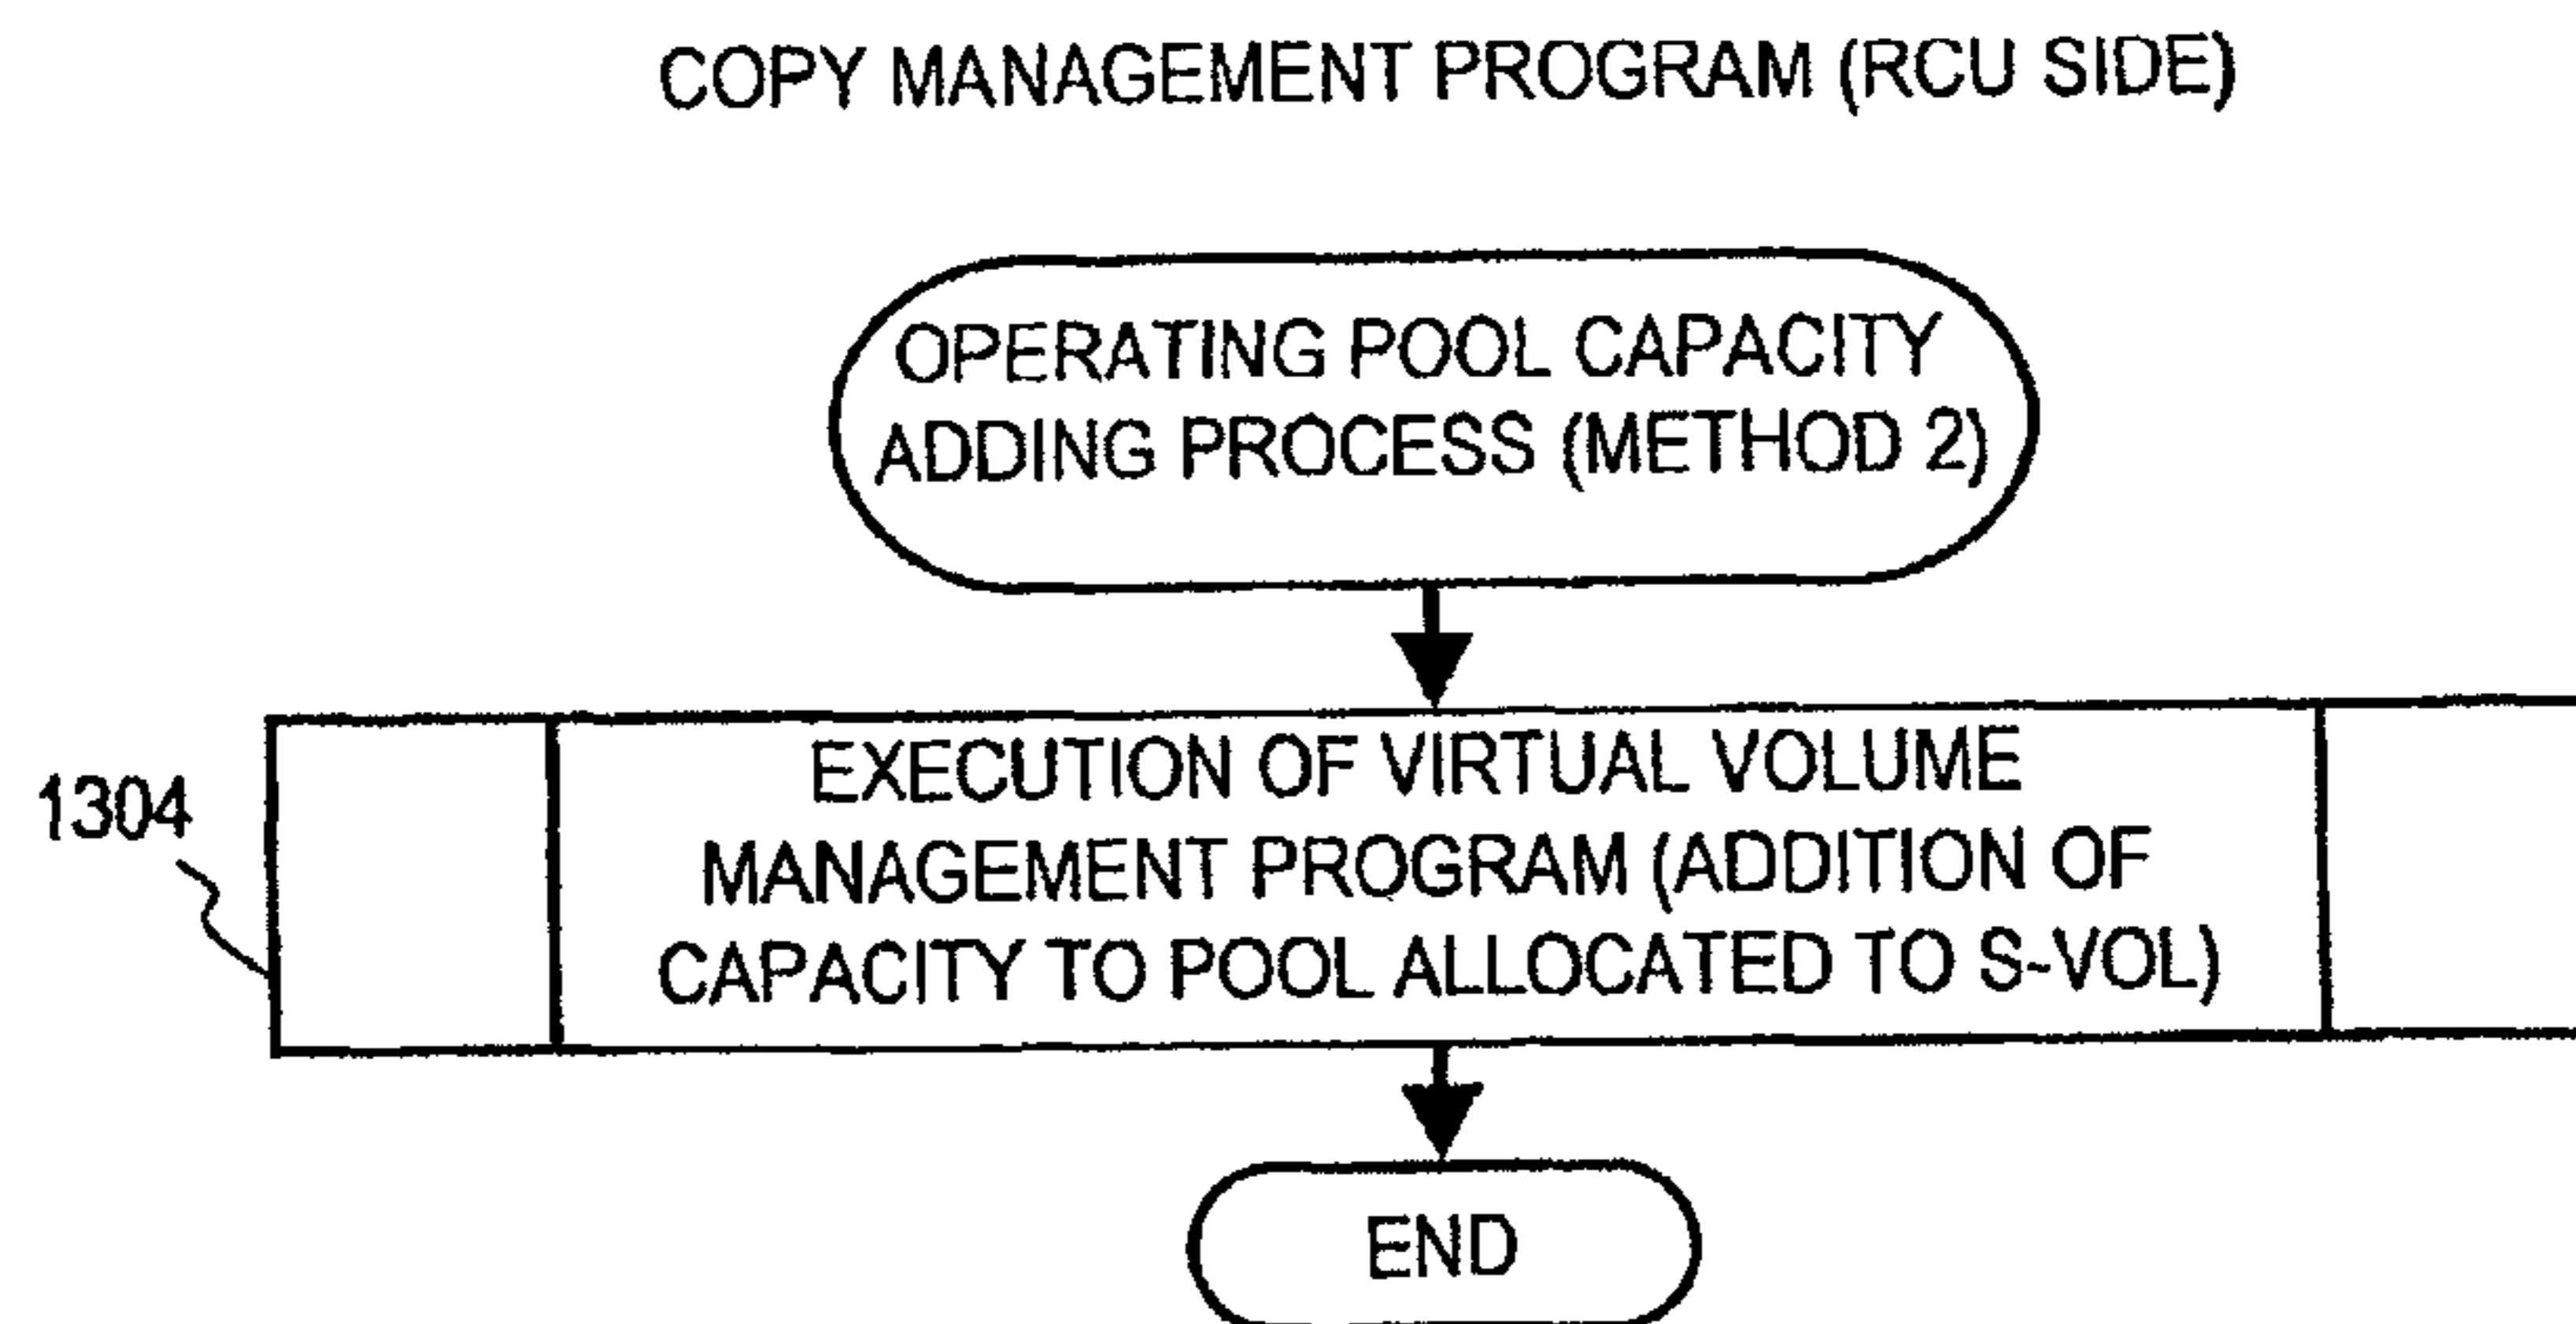 COPY MANAGEMENT PROGRAM (RCU SIDE)
OPERATING POOL CAPACITY
ADDING PROCESS (METHOD 2)
1304
EXECUTION OF VIRTUAL VOLUME
MANAGEMENT PROGRAM (ADDITION OF
CAPACITY TO POOL ALLOCATED TO S-VOL)
END